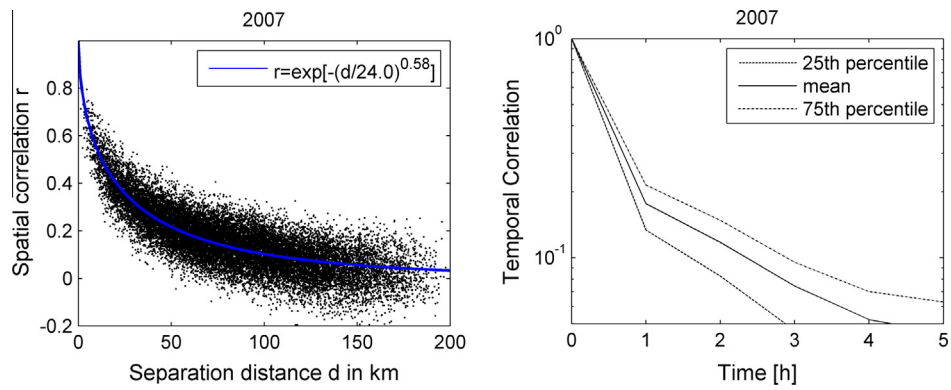 2007
r=exp[-(d/24.0)^0.58]
0.8
0.6
0.4
0.2
0
-0.2
0 50 100 150 200
Spatial correlation r
Separation distance d in km
2007
25th percentile
mean
75th percentile
10^0
10^-1
0 1 2 3 4 5
Temporal Correlation
Time [h]